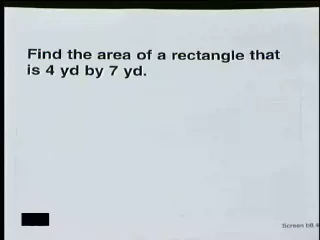 Find the area of a rectangle that
is 4 yd by 7 yd.